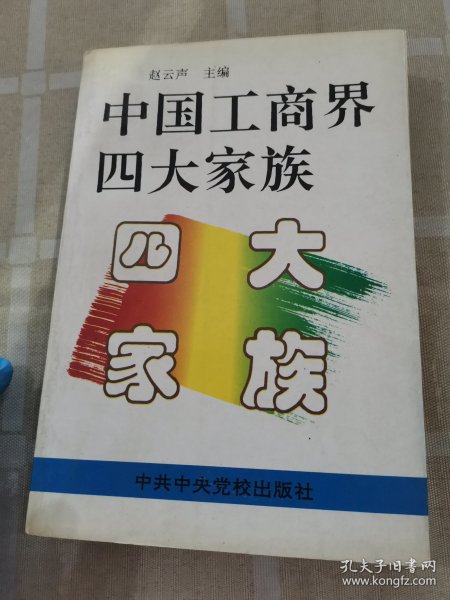 赵云声 主编
中国工商界
四大家族
四大
家族
中共中央党校出版社
孔夫子旧书网
www.kongfz.com